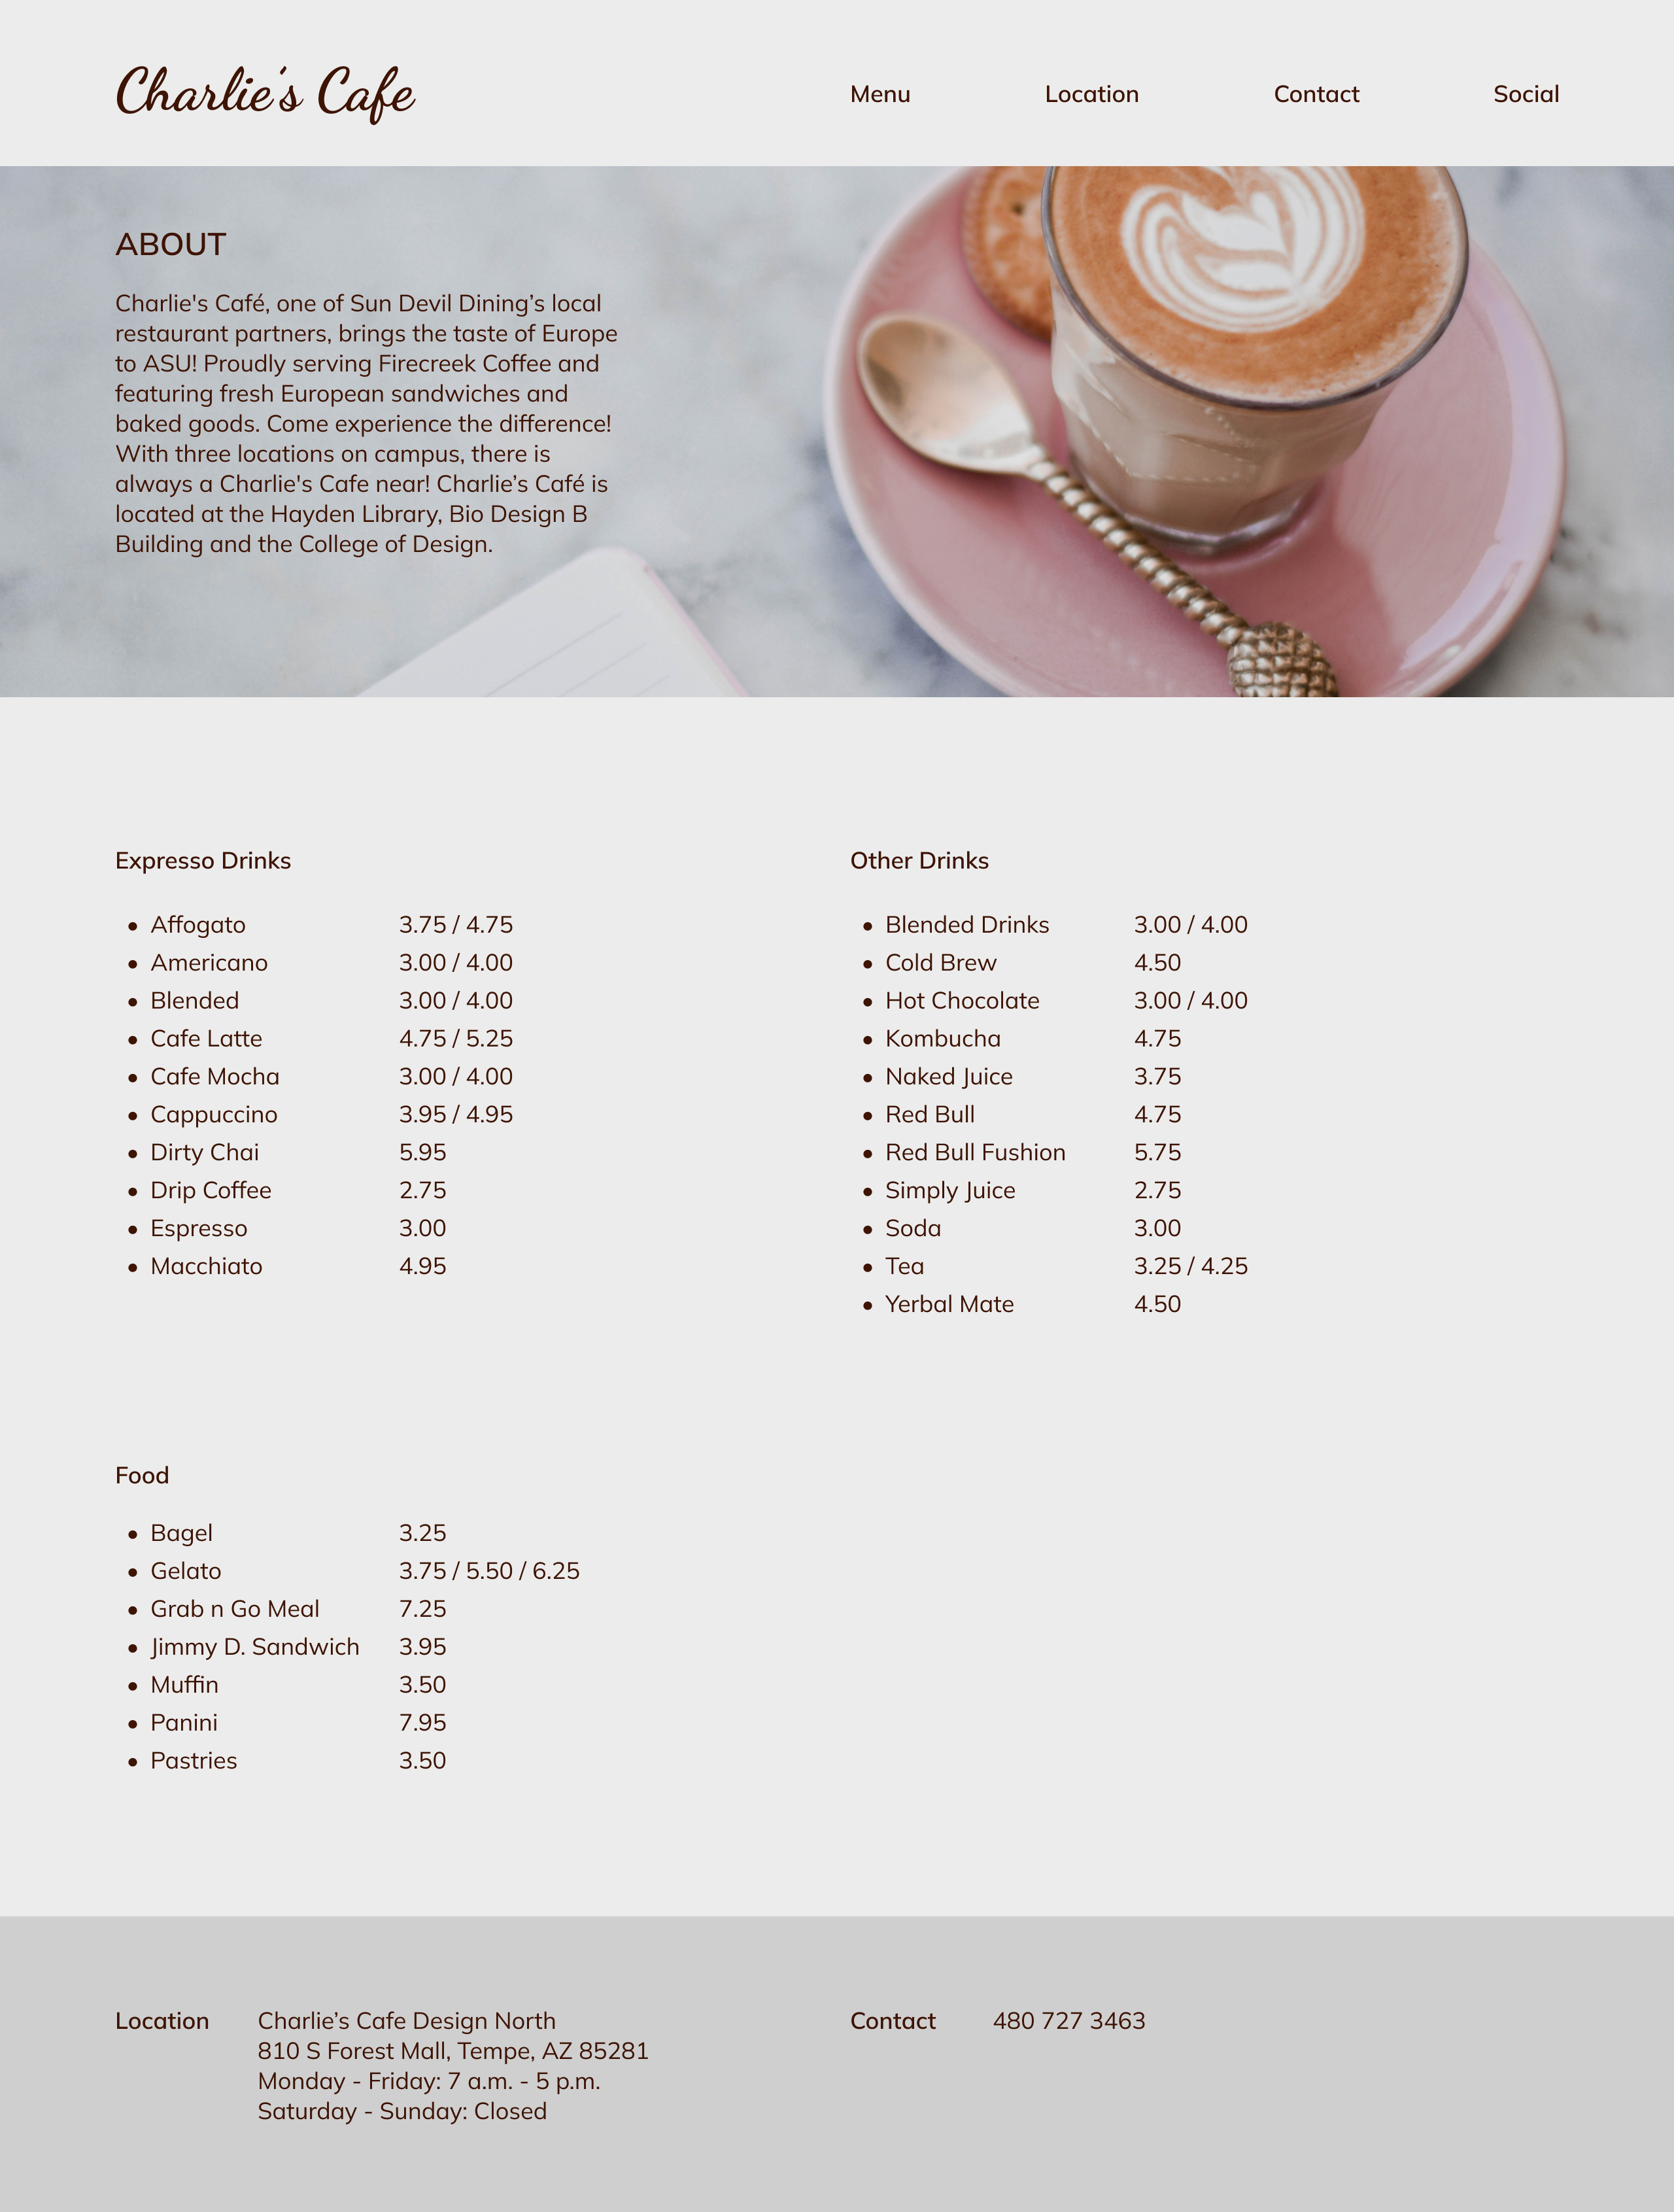 Charlie's Cafe
Menu Location Contact Social
ABOUT
Charlie's Café, one of Sun Devil Dining’s local
restaurant partners, brings the taste of Europe
to ASU! Proudly serving Firecreek Coffee and
featuring fresh European sandwiches and
baked goods. Come experience the difference!
With three locations on campus, there is
always a Charlie's Cafe near! Charlie’s Café is
located at the Hayden Library, Bio Design B
Building and the College of Design.
Expresso Drinks
• Affogato 3.75 / 4.75
• Americano 3.00 / 4.00
• Blended 3.00 / 4.00
• Cafe Latte 4.75 / 5.25
• Cafe Mocha 3.00 / 4.00
• Cappuccino 3.95 / 4.95
• Dirty Chai 5.95
• Drip Coffee 2.75
• Espresso 3.00
• Macchiato 4.95
Other Drinks
• Blended Drinks 3.00 / 4.00
• Cold Brew 4.50
• Hot Chocolate 3.00 / 4.00
• Kombucha 4.75
• Naked Juice 3.75
• Red Bull 4.75
• Red Bull Fushion 5.75
• Simply Juice 2.75
• Soda 3.00
• Tea 3.25 / 4.25
• Yerbal Mate 4.50
Food
• Bagel 3.25
• Gelato 3.75 / 5.50 / 6.25
• Grab n Go Meal 7.25
• Jimmy D. Sandwich 3.95
• Muffin 3.50
• Panini 7.95
• Pastries 3.50
Location Charlie’s Cafe Design North
810 S Forest Mall, Tempe, AZ 85281
Monday - Friday: 7 a.m. - 5 p.m.
Saturday - Sunday: Closed
Contact 480 727 3463